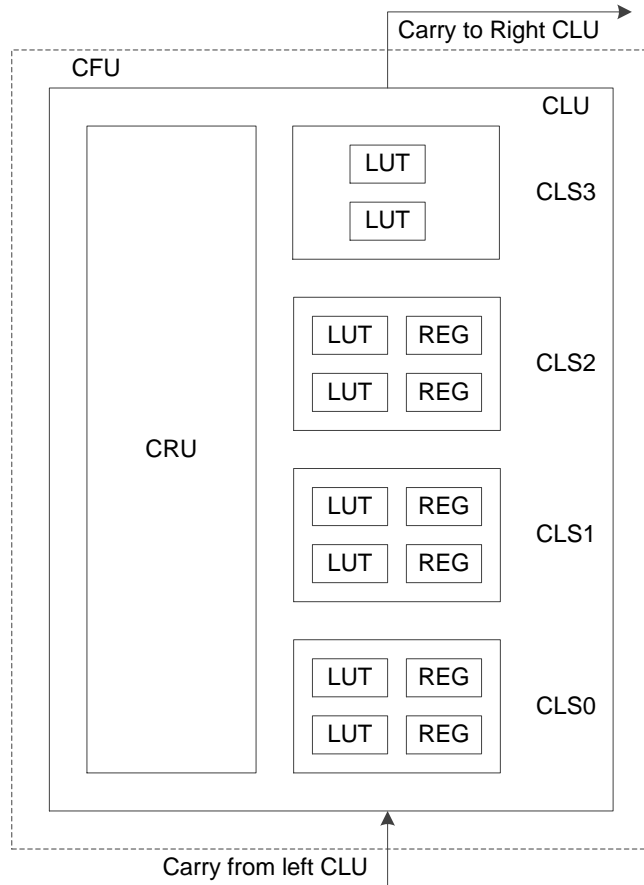 Carry to Right CLU
CFU
CLU
LUT
LUT
CLS3
LUT REG
LUT REG
CLS2
CRU
LUT REG
LUT REG
CLS1
LUT REG
LUT REG
CLS0
Carry from left CLU